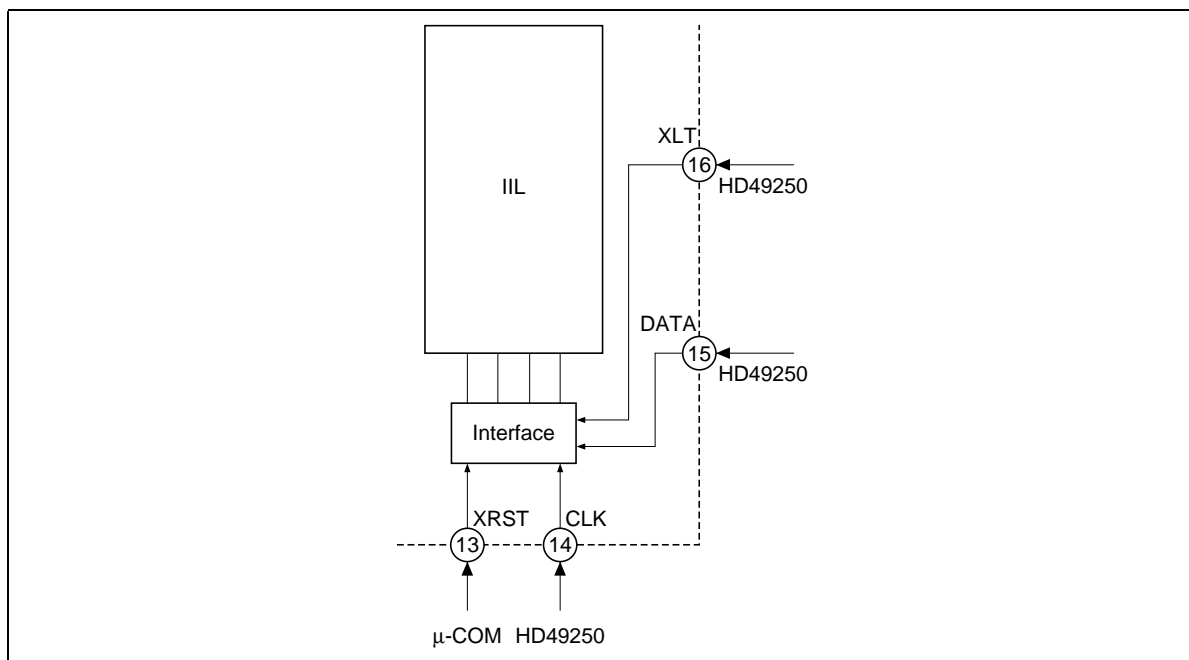 XLT
16
IIL
HD49250
DATA
15
HD49250
Interface
XRST CLK
13 14
μ-COM HD49250